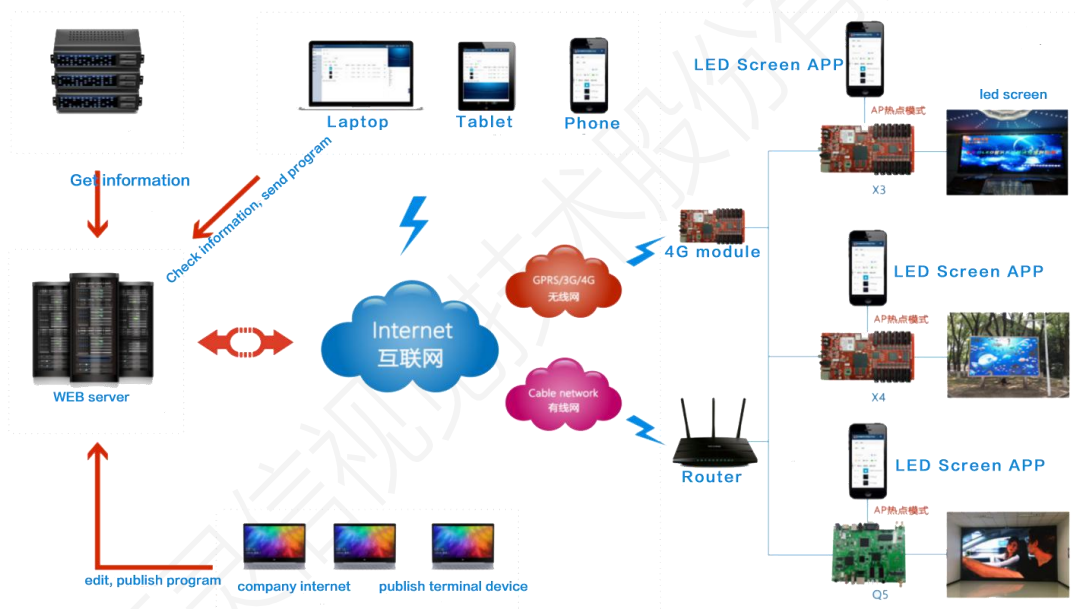 LED Screen APP
led screen
Laptop
Tablet
Phone
AP热点模式
X3
Get information
Check information, send program
4G module
GPRS/3G/4G
无线网
LED Screen APP
AP热点模式
Internet
互联网
WEB server
Cable network
有线网
X4
LED Screen APP
Router
AP热点模式
edit, publish program
company internet
publish terminal device
Q5